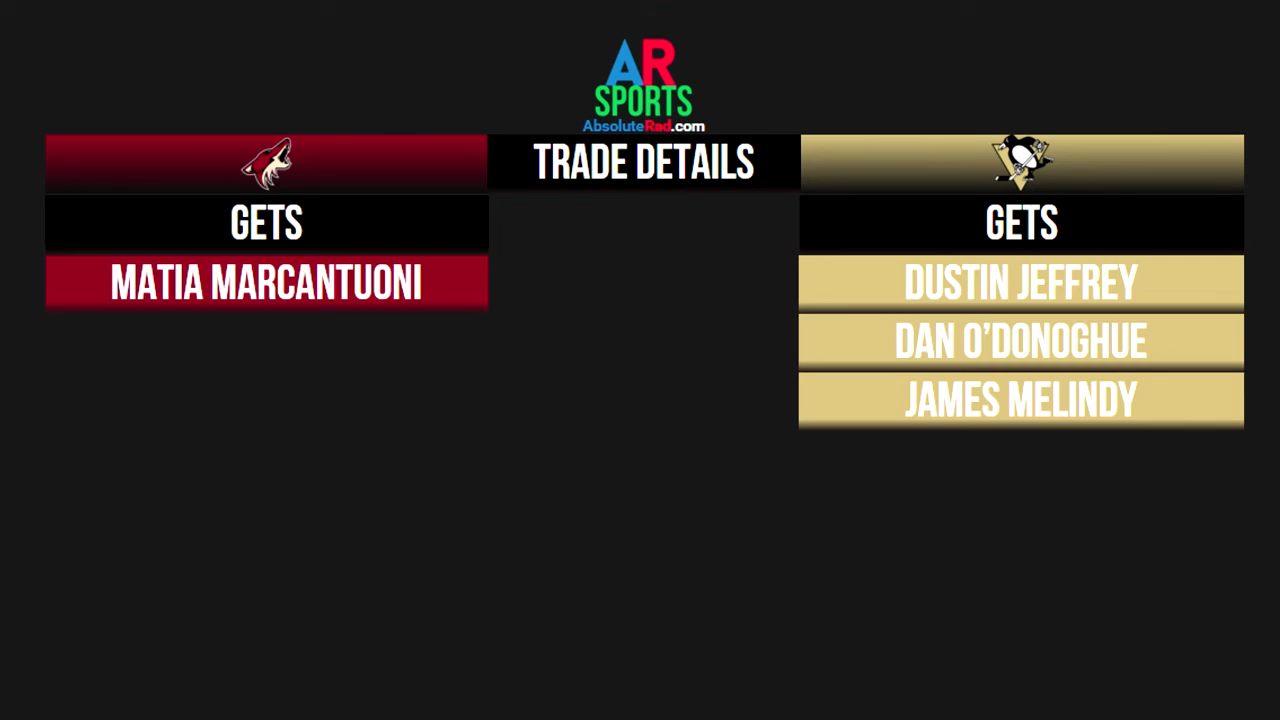 AR
SPORTS
AbsoluteRad.com
TRADE DETAILS
GETS
MATIA MARCANTUONI
GETS
DUSTIN JEFFREY
DAN O’DONOGHUE
JAMES MELINDY